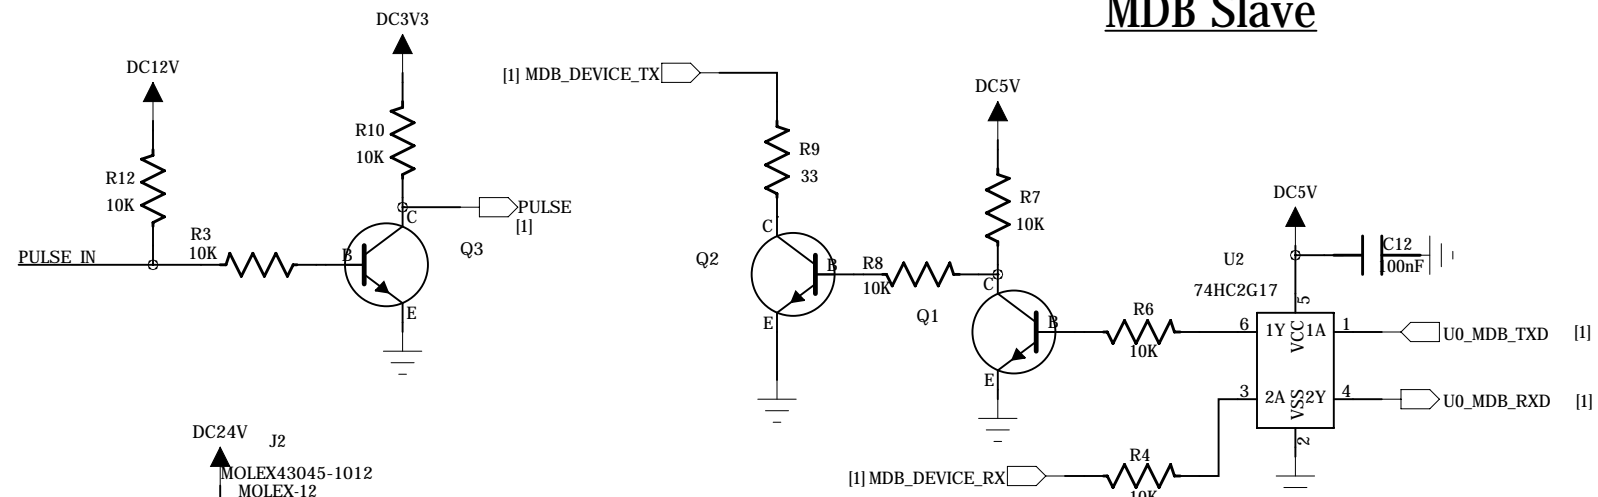 MDB Slave
DC3V3
DC12V
[1] MDB_DEVICE_TX
DC5V
R10
10K
R9
33
R12
10K
R7
10K
DC5V
C
PULSE
[1]
R3
10K
B
Q3
PULSE IN
E
C
Q2
B
R8
10K
E
C
Q1
B
E
R6
10K
U2
74HC2G17
C12
100nF
5
6
1Y
VCC
1A
1
U0_MDB_TXD
[1]
3
2A
VSS
2Y
4
U0_MDB_RXD
[1]
2
DC24V
J2
MOLEX43045-1012
MOLEX-12
[1] MDB_DEVICE_RX
R4
10K